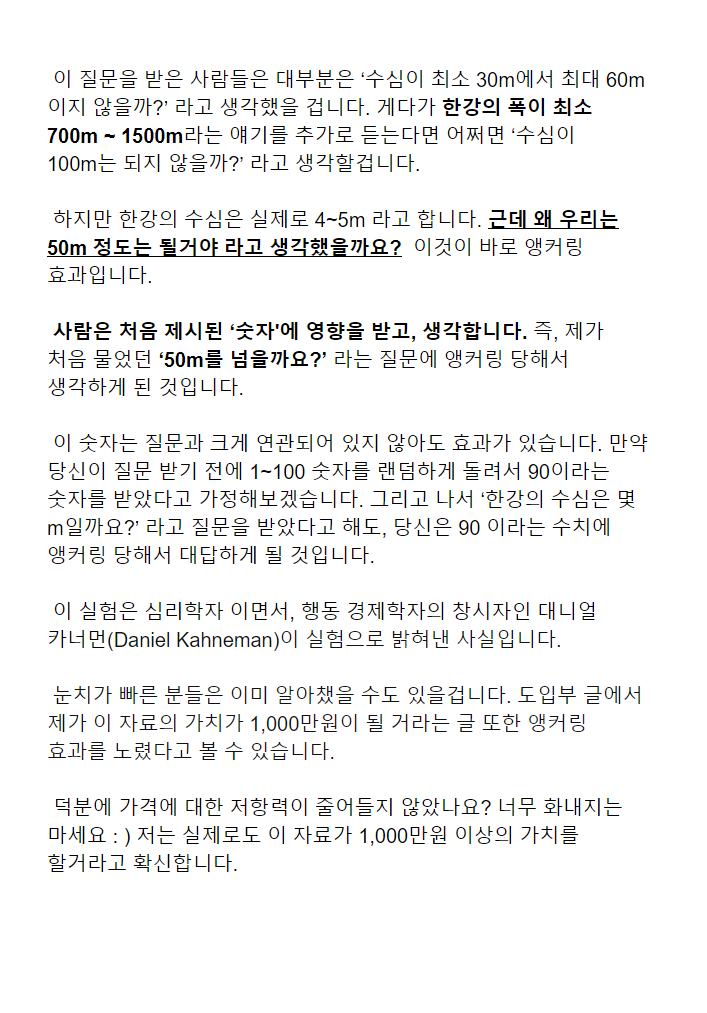 이 질문을 받은 사람들은 대부분은 ‘수심이 최소 30m에서 최대 60m
이지 않을까?’ 라고 생각했을 겁니다. 게다가 한강의 폭이 최소
700m ~ 1500m라는 얘기를 추가로 듣는다면 어쩌면 ‘수심이
100m는 되지 않을까?’ 라고 생각할겁니다.
하지만 한강의 수심은 실제로 4~5m 라고 합니다. 근데 왜 우리는
50m 정도는 될거야 라고 생각했을까요? 이것이 바로 앵커링
효과입니다.
사람은 처음 제시된 ‘숫자'에 영향을 받고, 생각합니다. 즉, 제가
처음 물었던 ‘50m를 넘을까요?’ 라는 질문에 앵커링 당해서
생각하게 된 것입니다.
이 숫자는 질문과 크게 연관되어 있지 않아도 효과가 있습니다. 만약
당신이 질문 받기 전에 1~100 숫자를 랜덤하게 돌려서 90이라는
숫자를 받았다고 가정해보겠습니다. 그리고 나서 ‘한강의 수심은 몇
m일까요?’ 라고 질문을 받았다고 해도, 당신은 90 이라는 수치에
앵커링 당해서 대답하게 될 것입니다.
이 실험은 심리학자 이면서, 행동 경제학자의 창시자인 대니얼
카너먼(Daniel Kahneman)이 실험으로 밝혀낸 사실입니다.
눈치가 빠른 분들은 이미 알아챘을 수도 있을겁니다. 도입부 글에서
제가 이 자료의 가치가 1,000만원이 될 거라는 글 또한 앵커링
효과를 노렸다고 볼 수 있습니다.
덕분에 가격에 대한 저항력이 줄어들지 않았나요? 너무 화내지는
마세요 : ) 저는 실제로도 이 자료가 1,000만원 이상의 가치를
할거라고 확신합니다.